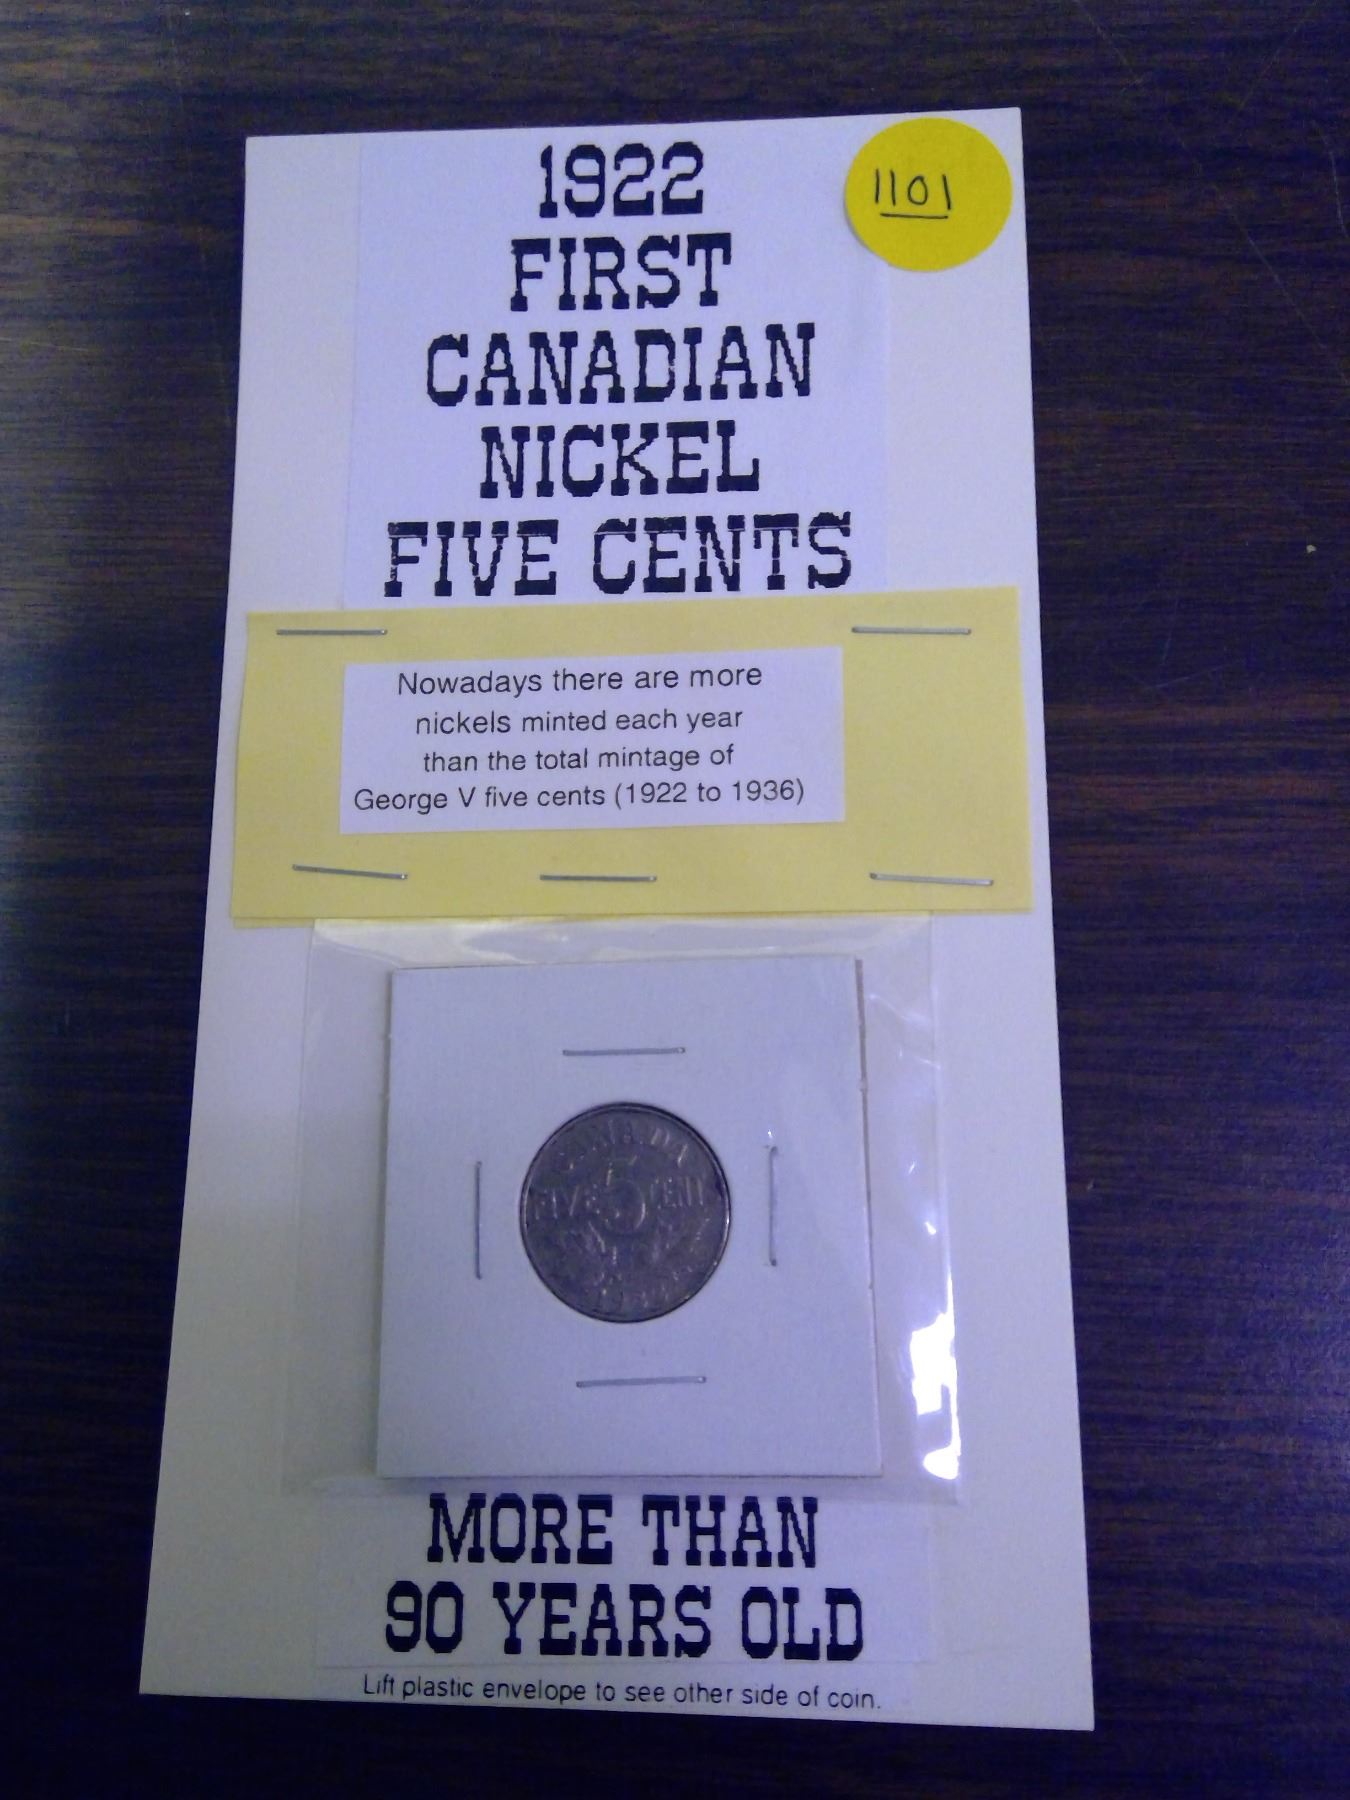 1922
1101
FIRST
CANADIAN
NICKEL
FIVE CENTS
Nowadays there are more
nickels minted each year
than the total mintage of
George V five cents (1922 to 1936)
CANADA
FIVE 5 CENT
MORE THAN
90 YEARS OLD
Lift plastic envelope to see other side of coin.